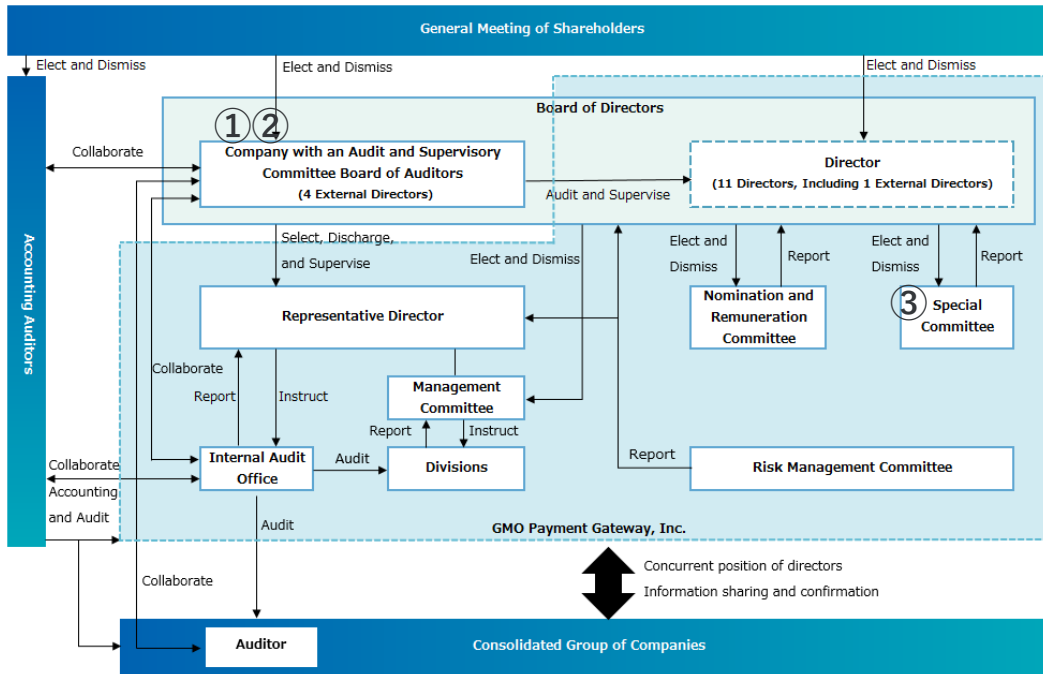 General Meeting of Shareholders
Elect and Dismiss
Elect and Dismiss
Elect and Dismiss
Board of Directors
① ②
Collaborate
Company with an Audit and Supervisory
Committee Board of Auditors
(4 External Directors)
Audit and Supervise
Director
(11 Directors, Including 1 External Directors)
Accounting Auditors
Select, Discharge,
and Supervise
Elect and Dismiss
Elect and
Dismiss
Report
Elect and
Dismiss
Report
Representative Director
Nomination and
Remuneration
Committee
③
Special
Committee
Collaborate
Report
Instruct
Management
Committee
Report
Instruct
Collaborate
Internal Audit
Office
Audit
Divisions
Report
Risk Management Committee
Accounting
and Audit
Audit
GMO Payment Gateway, Inc.
Concurrent position of directors
Information sharing and confirmation
Collaborate
Auditor
Consolidated Group of Companies